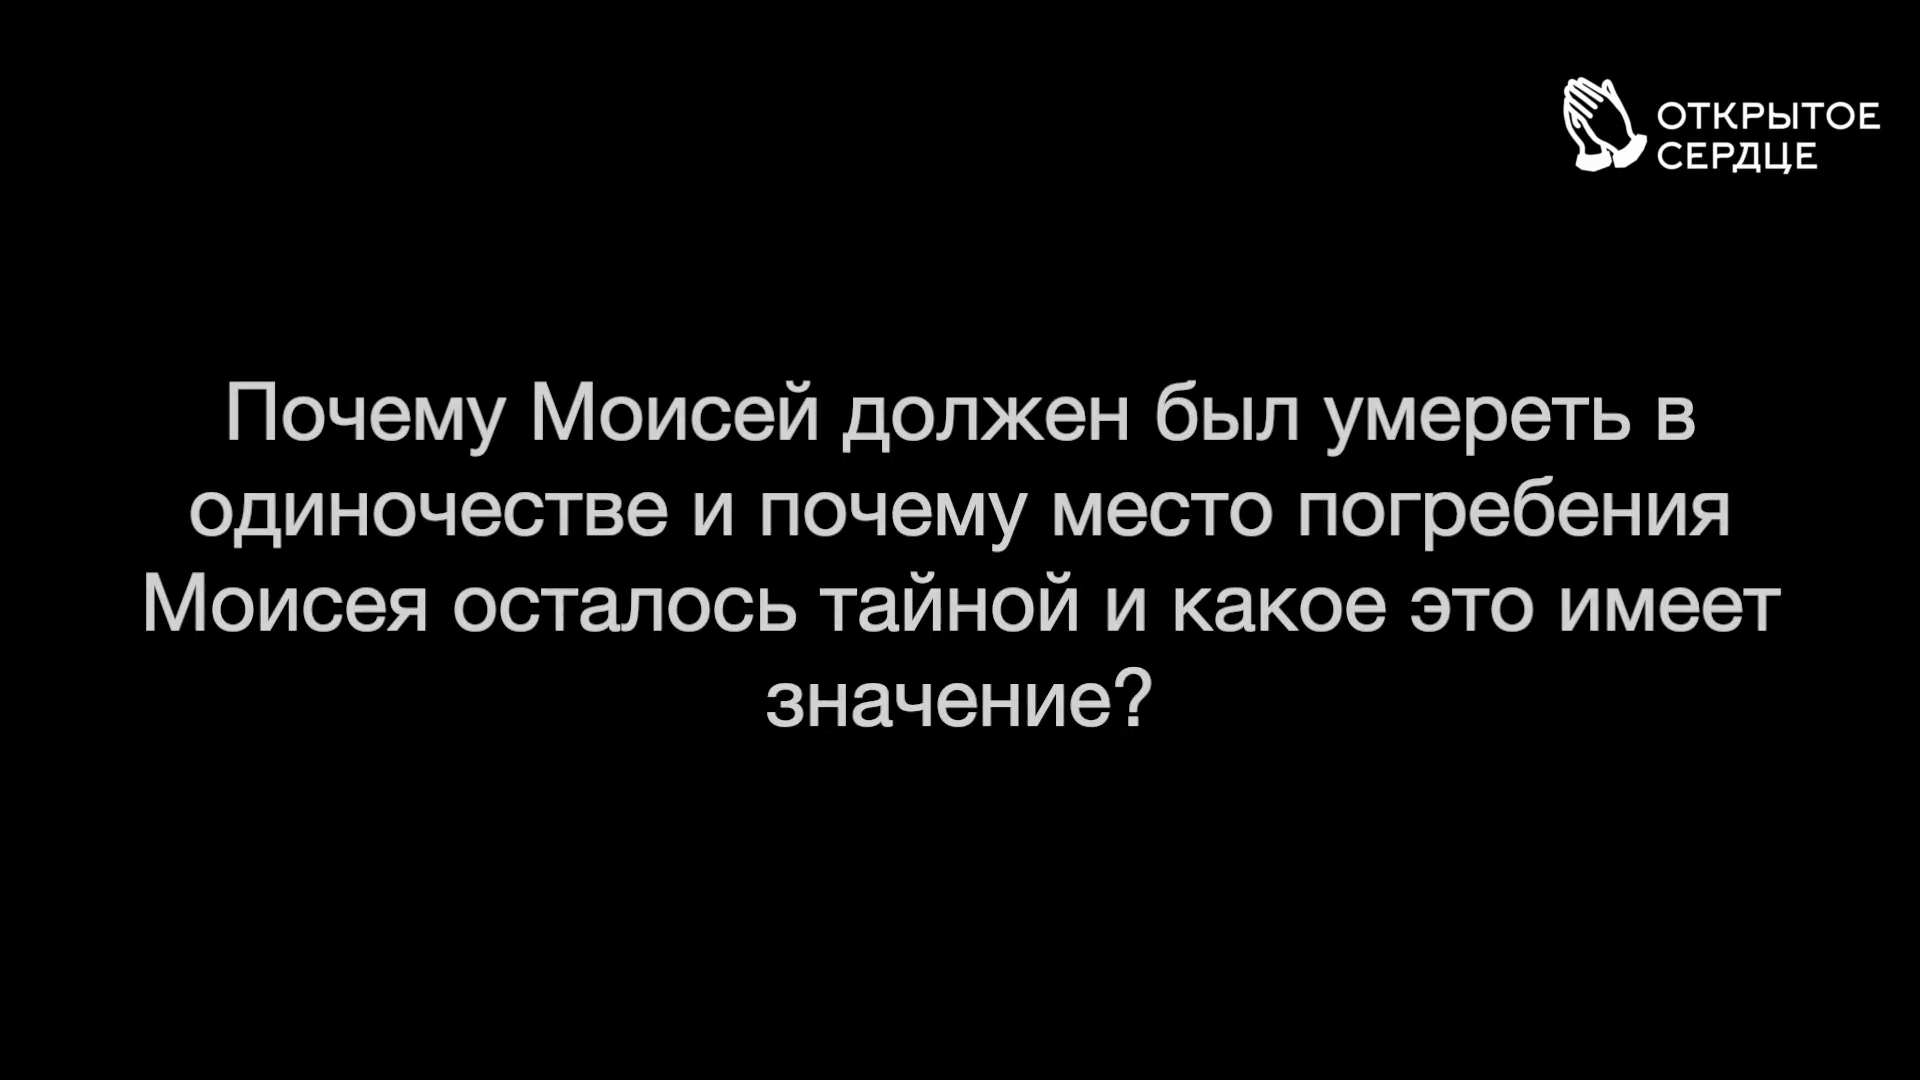 ОТКРЫТОЕ
СЕРДЦЕ
Почему Моисей должен был умереть в
одиночестве и почему место погребения
Моисея осталось тайной и какое это имеет
значение?